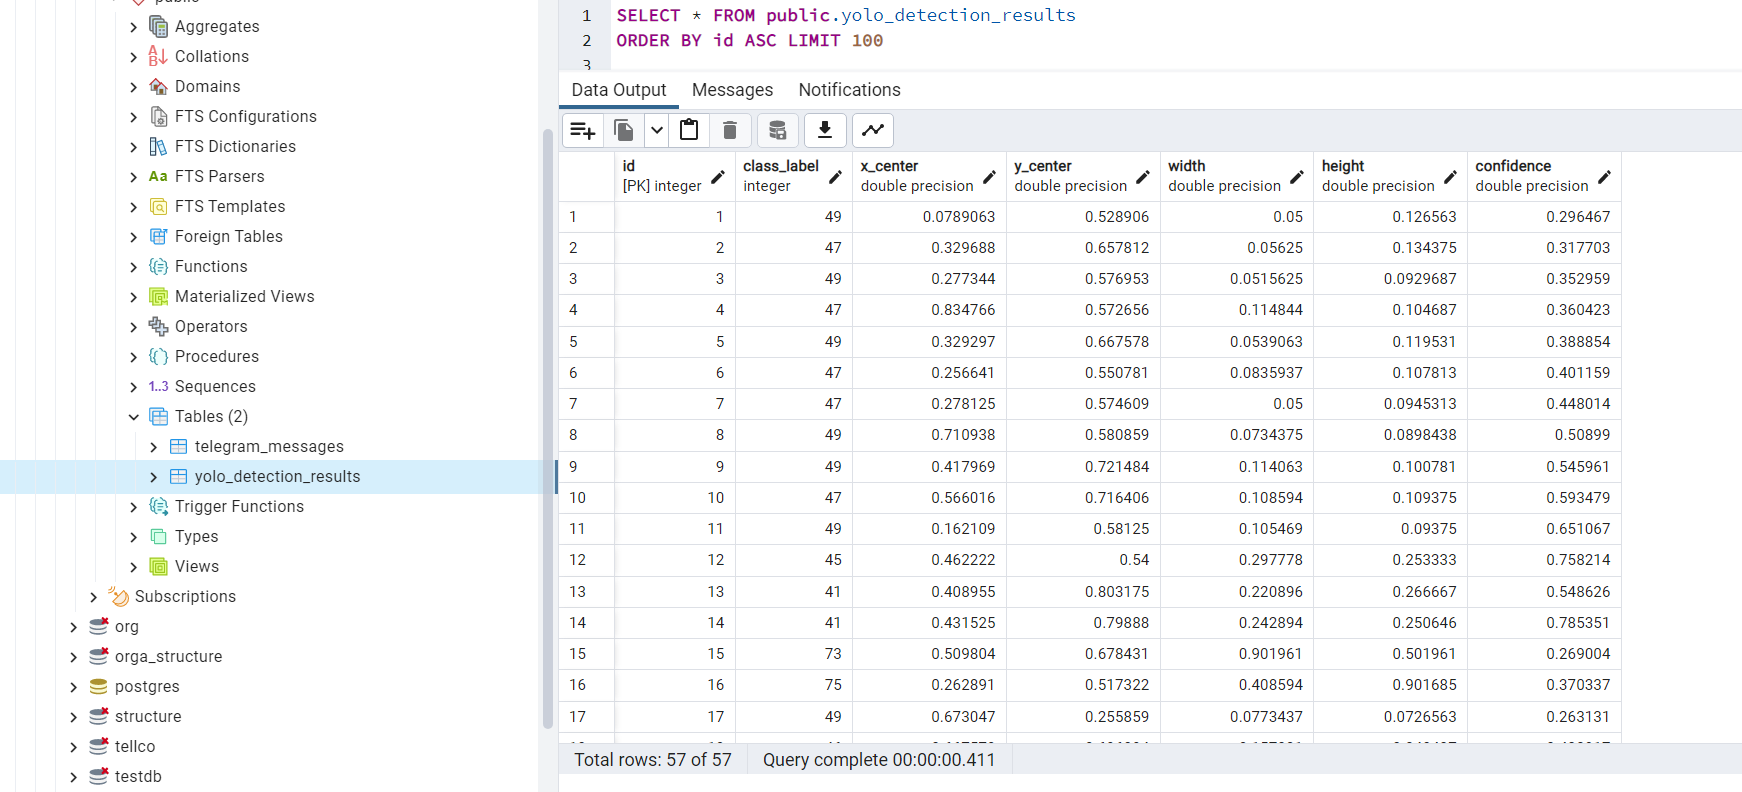 public
Aggregates
Collations
Domains
FTS Configurations
FTS Dictionaries
Aa FTS Parsers
FTS Templates
Foreign Tables
Functions
Materialized Views
Operators
Procedures
1..3 Sequences
Tables (2)
telegram_messages
yolo_detection_results
Trigger Functions
Types
Views
Subscriptions
org
orga_structure
postgres
structure
tellco
testdb
1 SELECT * FROM public.yolo_detection_results
2 ORDER BY id ASC LIMIT 100
3
Data Output Messages Notifications
id class_label x_center y_center width height confidence
[PK] integer integer double precision double precision double precision double precision double precision
1 1 49 0.0789063 0.528906 0.05 0.126563 0.296467
2 2 47 0.329688 0.657812 0.05625 0.134375 0.317703
3 3 49 0.277344 0.576953 0.0515625 0.0929687 0.352959
4 4 47 0.834766 0.572656 0.114844 0.104687 0.360423
5 5 49 0.329297 0.667578 0.0539063 0.119531 0.388854
6 6 47 0.256641 0.550781 0.0835937 0.107813 0.401159
7 7 47 0.278125 0.574609 0.05 0.0945313 0.448014
8 8 49 0.710938 0.580859 0.0734375 0.0898438 0.50899
9 9 49 0.417969 0.721484 0.114063 0.100781 0.545961
10 10 47 0.566016 0.716406 0.108594 0.109375 0.593479
11 11 49 0.162109 0.58125 0.105469 0.09375 0.651067
12 12 45 0.462222 0.54 0.297778 0.253333 0.758214
13 13 41 0.408955 0.803175 0.220896 0.266667 0.548626
14 14 41 0.431525 0.79888 0.242894 0.250646 0.785351
15 15 73 0.509804 0.678431 0.901961 0.501961 0.269004
16 16 75 0.262891 0.517322 0.408594 0.901685 0.370337
17 17 49 0.673047 0.255859 0.0773437 0.0726563 0.263131
Total rows: 57 of 57 Query complete 00:00:00.411